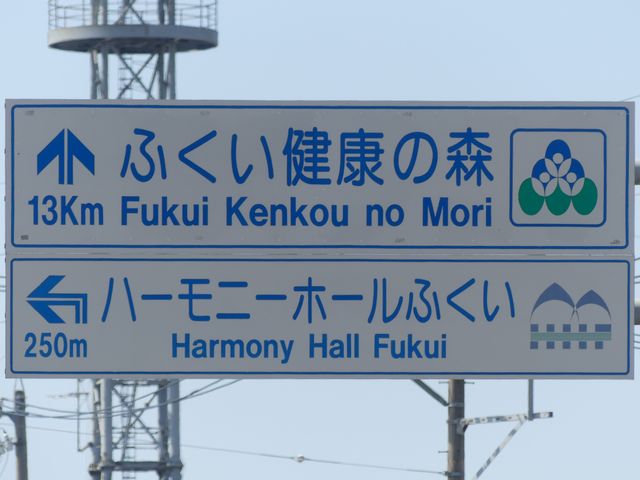 ふくい健康の森
13Km Fukui Kenkou no Mori
ハーモニーホールふくい
250m Harmony Hall Fukui